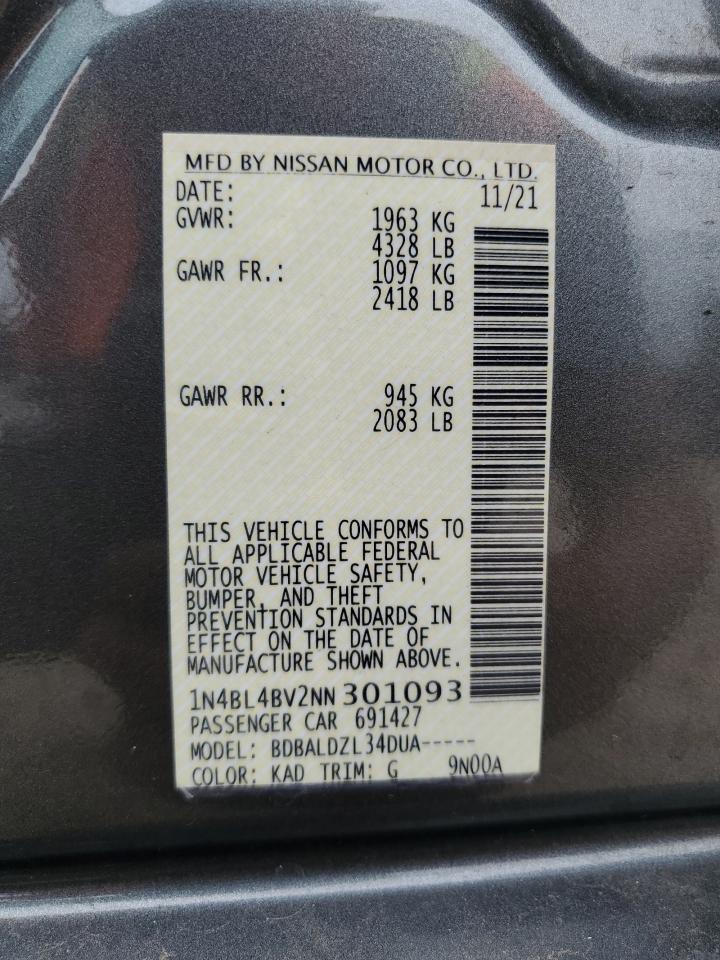 MFD BY NISSAN MOTOR CO., LTD.
DATE: 11/21
GVWR: 1963 KG
4328 LB
GAWR FR.: 1097 KG
2418 LB
GAWR RR.: 945 KG
2083 LB
THIS VEHICLE CONFORMS TO
ALL APPLICABLE FEDERAL
MOTOR VEHICLE SAFETY,
BUMPER, AND THEFT
PREVENTION STANDARDS IN
EFFECT ON THE DATE OF
MANUFACTURE SHOWN ABOVE.
1N4BL4BV2NN301093
PASSENGER CAR 691427
MODEL: BDBALDZL34DUA-----
COLOR: KAD TRIM: G 9N00A